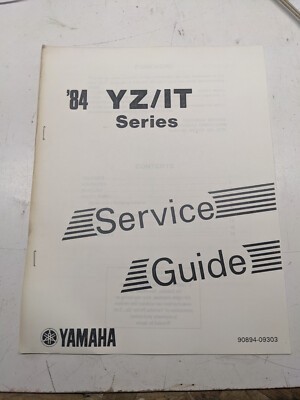 '84 YZ/IT
Series
Service
Guide
YAMAHA
90894-09303